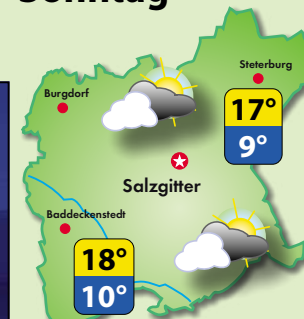 Sonntag
Steterburg
Burgdorf
17°
9°
Salzgitter
Baddeckenstedt
18°
10°